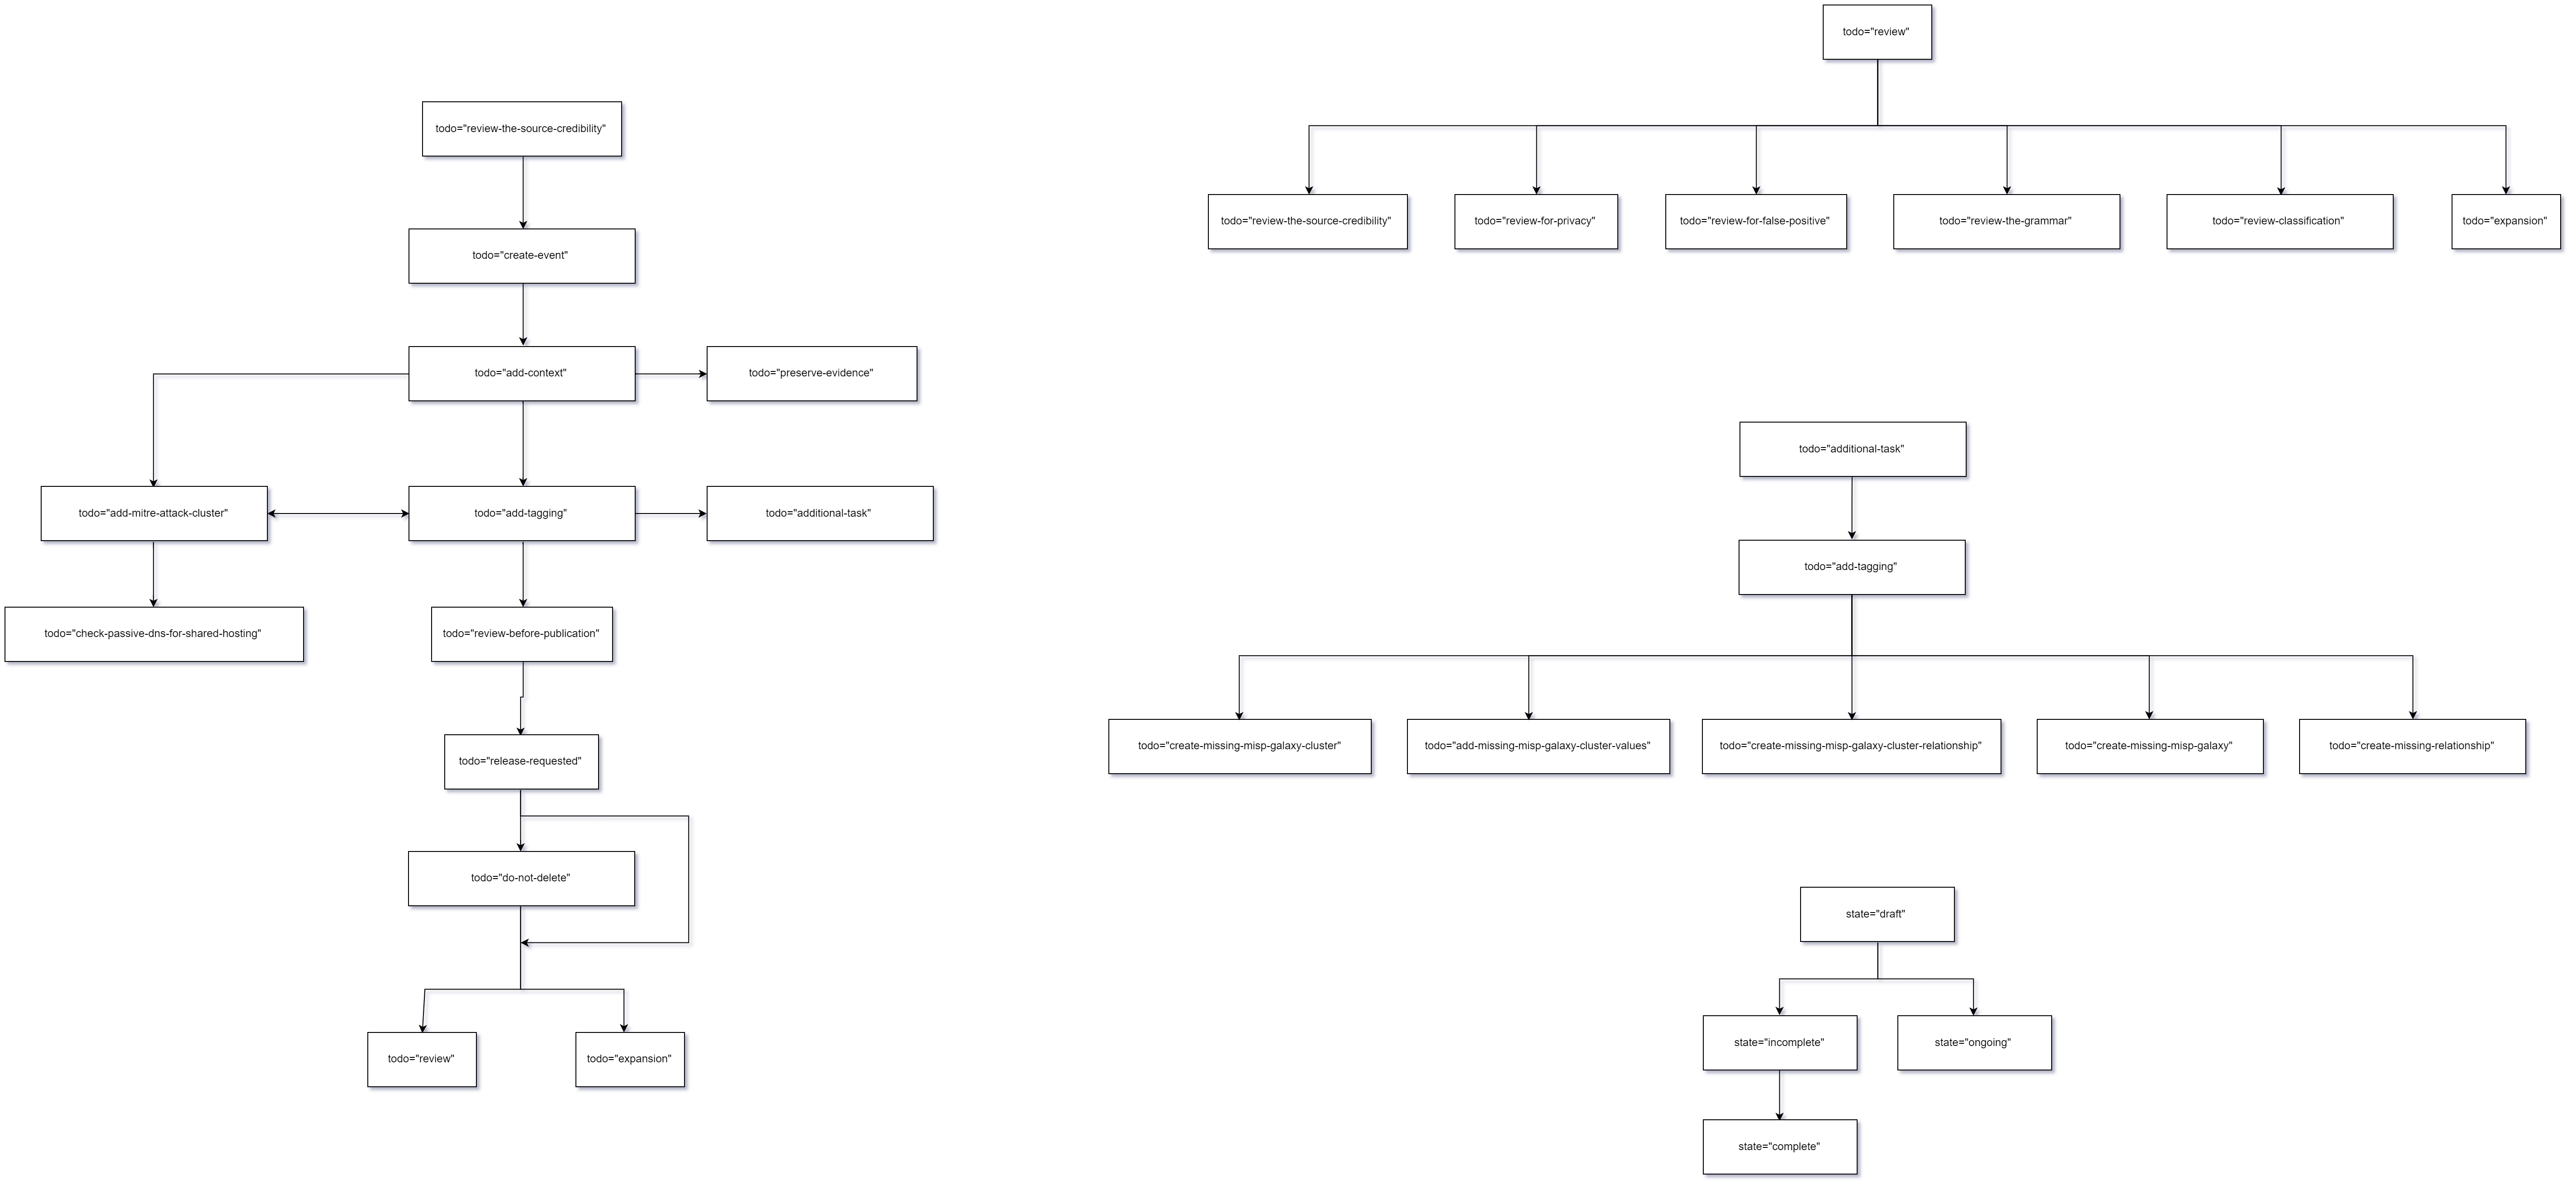 todo="review-the-source-credibility"
todo="create-event"
todo="add-context"
todo="preserve-evidence"
todo="add-mitre-attack-cluster"
todo="add-tagging"
todo="additional-task"
todo="check-passive-dns-for-shared-hosting"
todo="review-before-publication"
todo="release-requested"
todo="do-not-delete"
todo="review"
todo="expansion"
todo="review"
todo="review-the-source-credibility"
todo="review-for-privacy"
todo="review-for-false-positive"
todo="review-the-grammar"
todo="review-classification"
todo="expansion"
todo="additional-task"
todo="add-tagging"
todo="create-missing-misp-galaxy-cluster"
todo="add-missing-misp-galaxy-cluster-values"
todo="create-missing-misp-galaxy-cluster-relationship"
todo="create-missing-misp-galaxy"
todo="create-missing-relationship"
state="draft"
state="incomplete"
state="ongoing"
state="complete"